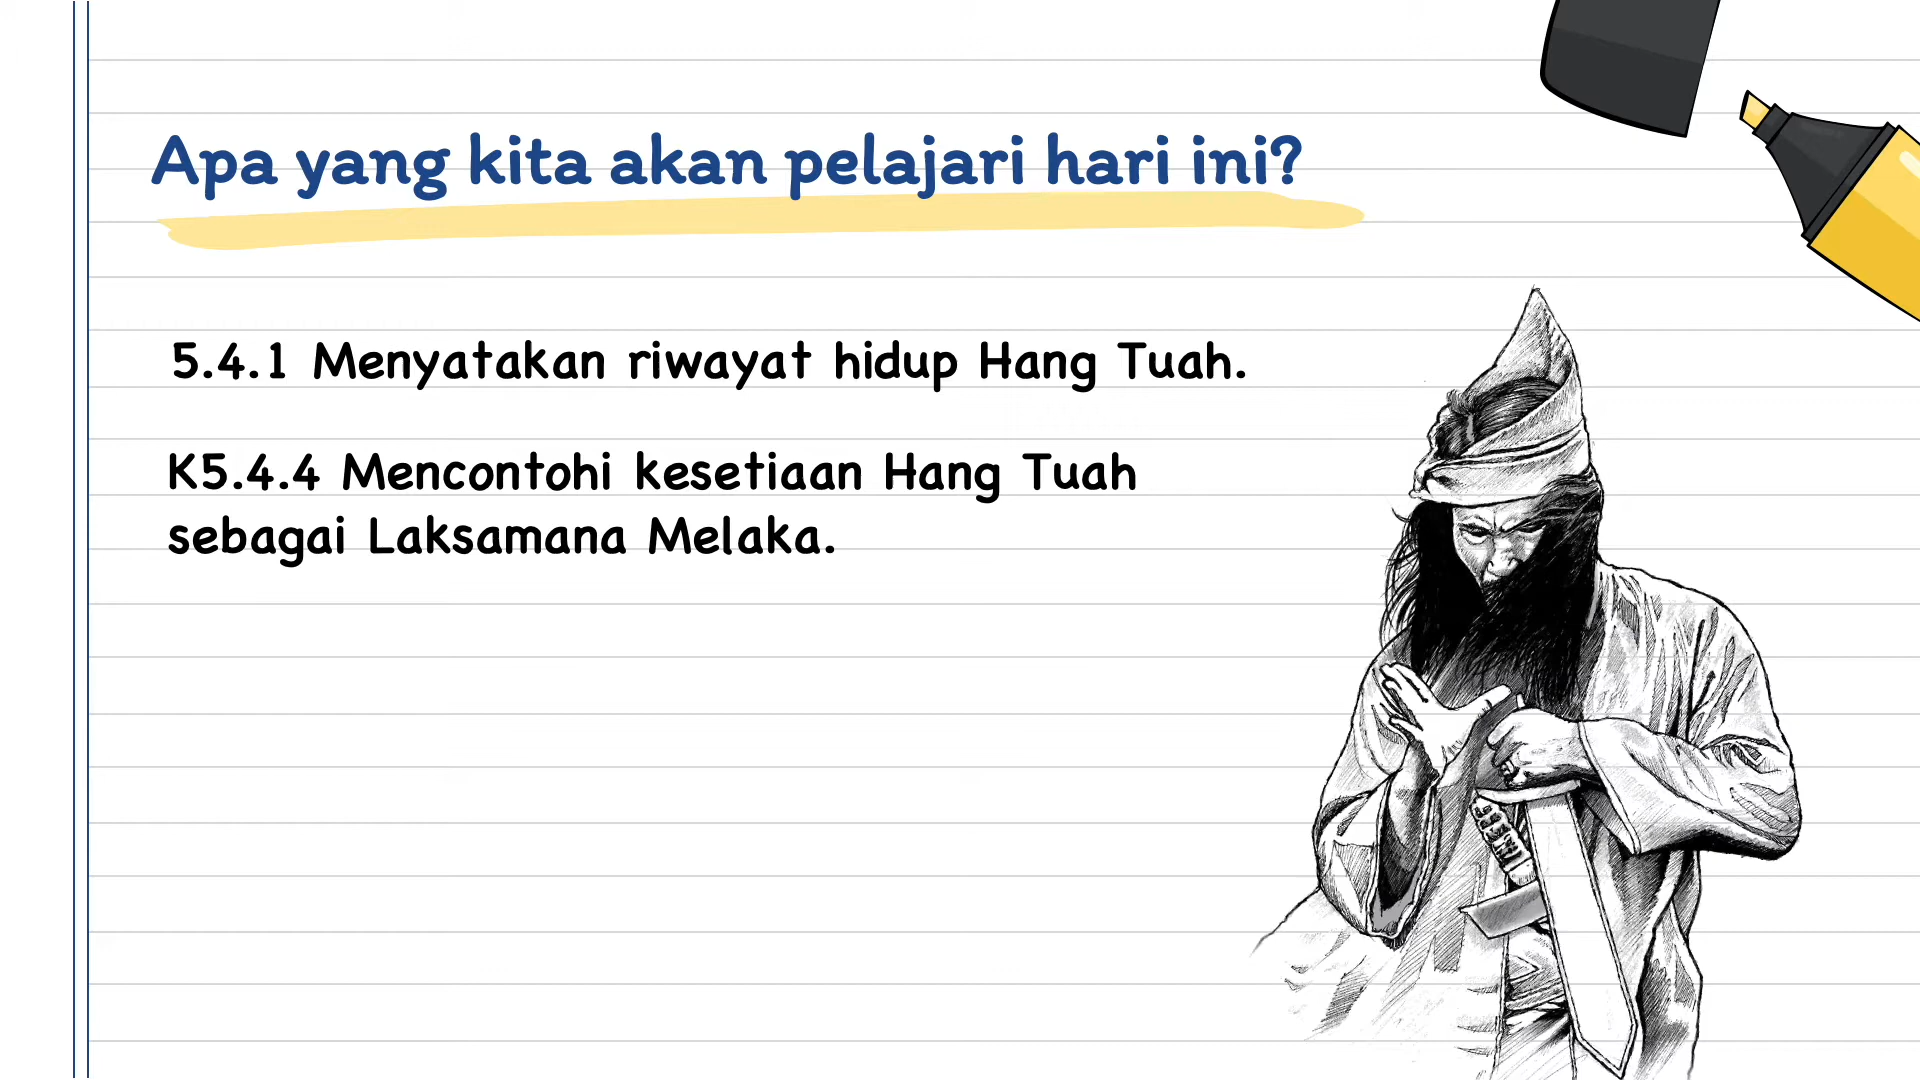 Apa yang kita akan pelajari hari ini?
5.4.1 Menyatakan riwayat hidup Hang Tuah.
K5.4.4 Mencontohi kesetiaan Hang Tuah
sebagai Laksamana Melaka.